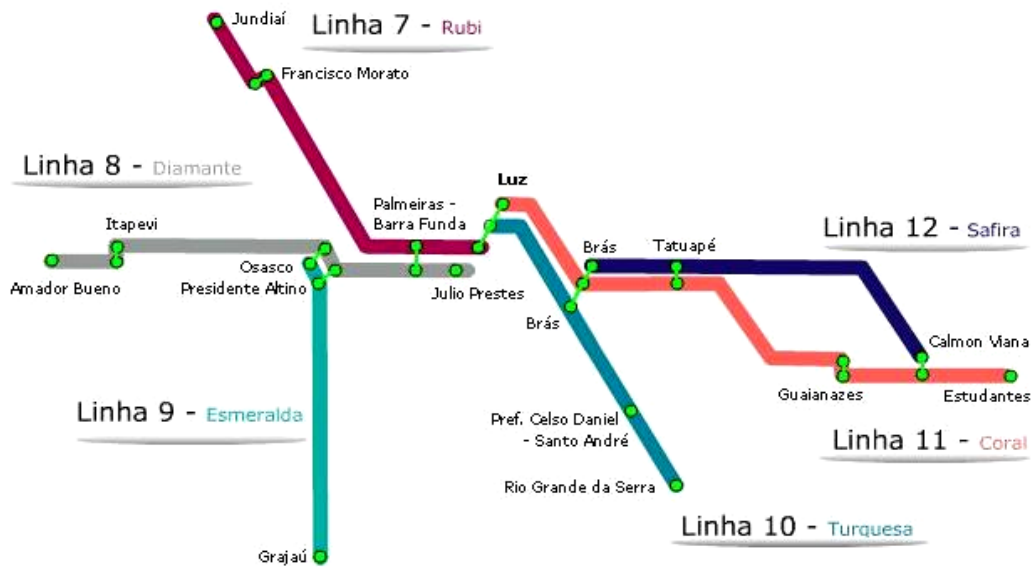 Jundiaí
Linha 7 - Rubi
Francisco Morato
Linha 8 - Diamante
Luz
Palmeiras -
Barra Funda
Itapevi
Linha 12 - Safira
Brás
Tatuapé
Osasco
Amador Bueno
Presidente Altino
Julio Prestes
Brás
Calmon Viana
Guaianazes
Estudantes
Linha 9 - Esmeralda
Pref. Celso Daniel
- Santo André
Linha 11 - Coral
Rio Grande da Serra
Linha 10 - Turquesa
Grajaú